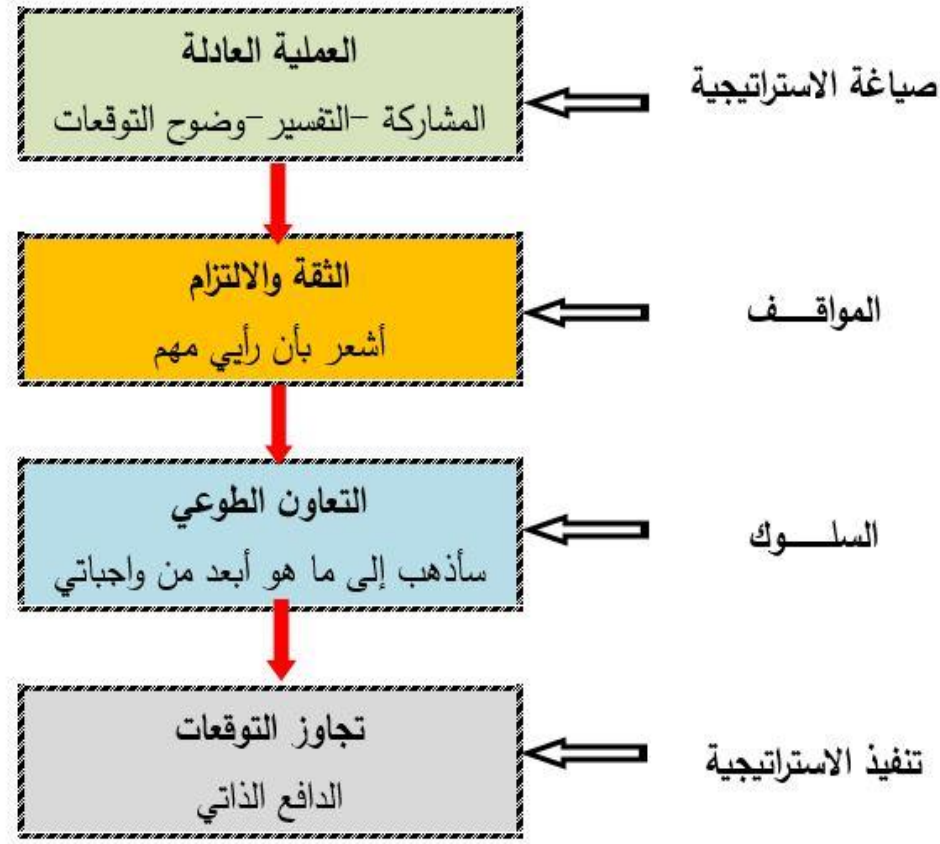 العملية العادلة
المشاركة -التفسير -وضوح التوقعات
صياغة الاستراتيجية
الثقة والالتزام
أشعر بأن رأيي مهم
المواقــــف
التعاون الطوعي
سأذهب إلى ما هو أبعد من واجباتي
السلـــــوك
تجاوز التوقعات
الدافع الذاتي
تنفيذ الاستراتيجية